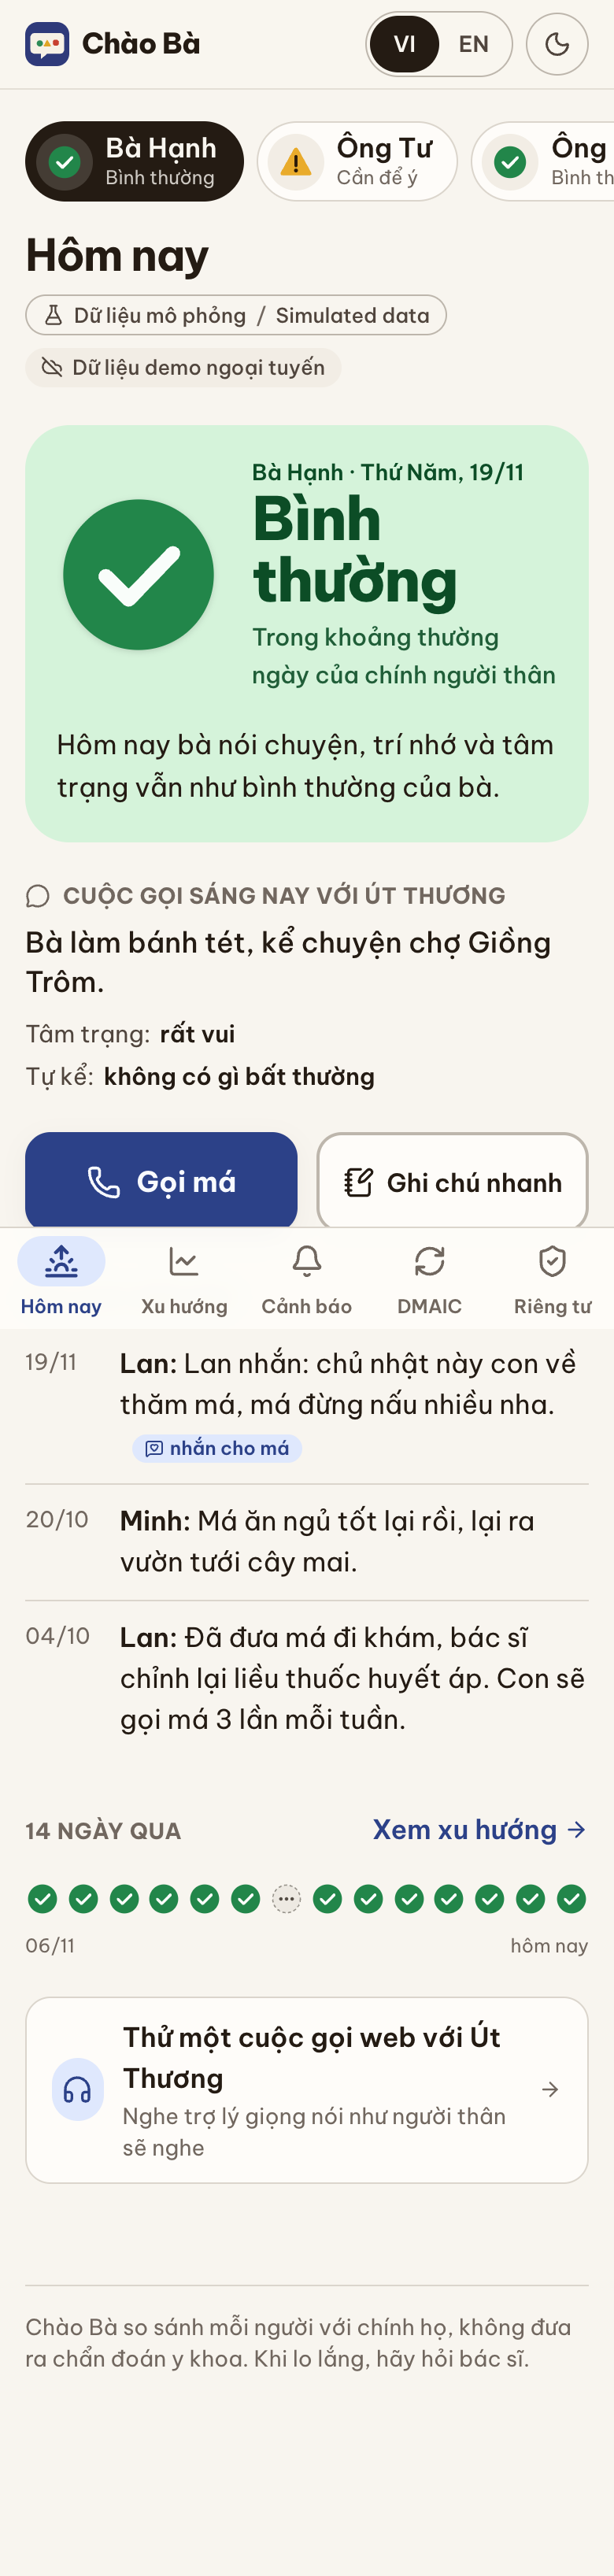 Chào Bà
VI
EN
Bà Hạnh
Bình thường
Ông Tư
Cần để ý
Ông
Bình th
Hôm nay
Dữ liệu mô phỏng / Simulated data
Dữ liệu demo ngoại tuyến
Bà Hạnh · Thứ Năm, 19/11
Bình
thường
Trong khoảng thường
ngày của chính người thân
Hôm nay bà nói chuyện, trí nhớ và tâm
trạng vẫn như bình thường của bà.
CUỘC GỌI SÁNG NAY VỚI ÚT THƯƠNG
Bà làm bánh tét, kể chuyện chợ Giồng
Trôm.
Tâm trạng: rất vui
Tự kể: không có gì bất thường
Gọi má
Ghi chú nhanh
Hôm nay
Xu hướng
Cảnh báo
DMAIC
Riêng tư
19/11
Lan: Lan nhắn: chủ nhật này con về
thăm má, má đừng nấu nhiều nha.
nhắn cho má
20/10
Minh: Má ăn ngủ tốt lại rồi, lại ra
vườn tưới cây mai.
04/10
Lan: Đã đưa má đi khám, bác sĩ
chỉnh lại liều thuốc huyết áp. Con sẽ
gọi má 3 lần mỗi tuần.
14 NGÀY QUA
Xem xu hướng
06/11
hôm nay
Thử một cuộc gọi web với Út
Thương
Nghe trợ lý giọng nói như người thân
sẽ nghe
Chào Bà so sánh mỗi người với chính họ, không đưa
ra chẩn đoán y khoa. Khi lo lắng, hãy hỏi bác sĩ.